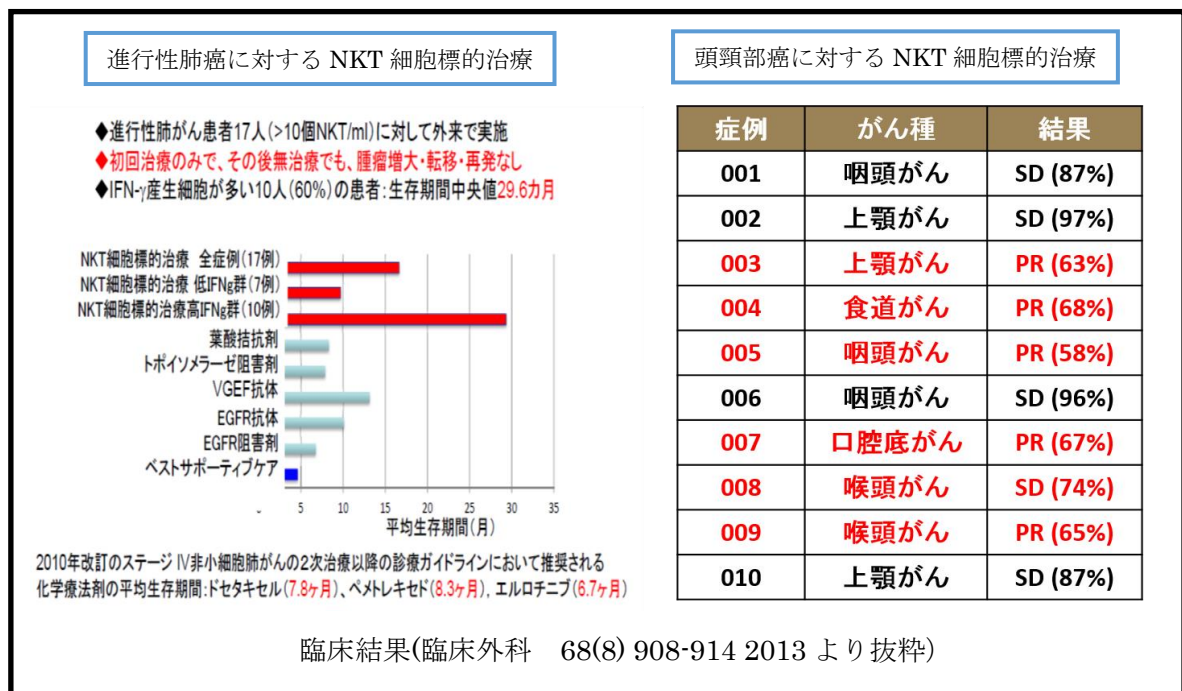 進行性肺癌に対する NKT 細胞標的治療
◆進行性肺がん患者17人(>10個NKT/ml)に対して外来で実施
◆初回治療のみで、その後無治療でも、腫瘤増大・転移・再発なし
◆IFN-γ産生細胞が多い10人(60%)の患者:生存期間中央値29.6カ月
NKT細胞標的治療 全症例(17例)
NKT細胞標的治療 低IFNg群(7例)
NKT細胞標的治療高IFNg群(10例)
葉酸拮抗剤
トポイソメラーゼ阻害剤
VGEF抗体
EGFR抗体
EGFR阻害剤
ベストサポーティブケア
5 10 15 20 25 30 35
平均生存期間(月)
2010年改訂のステージ IV非小細胞肺がんの2次治療以降の診療ガイドラインにおいて推奨される
化学療法剤の平均生存期間:ドセタキセル(7.8ヶ月)、ペメトレキセド(8.3ヶ月), エルロチニブ(6.7ヶ月)
頭頸部癌に対する NKT 細胞標的治療
症例 がん種 結果
001 咽頭がん SD (87%)
002 上顎がん SD (97%)
003 上顎がん PR (63%)
004 食道がん PR (68%)
005 咽頭がん PR (58%)
006 咽頭がん SD (96%)
007 口腔底がん PR (67%)
008 喉頭がん SD (74%)
009 喉頭がん PR (65%)
010 上顎がん SD (87%)
臨床結果(臨床外科 68(8) 908-914 2013 より抜粋)